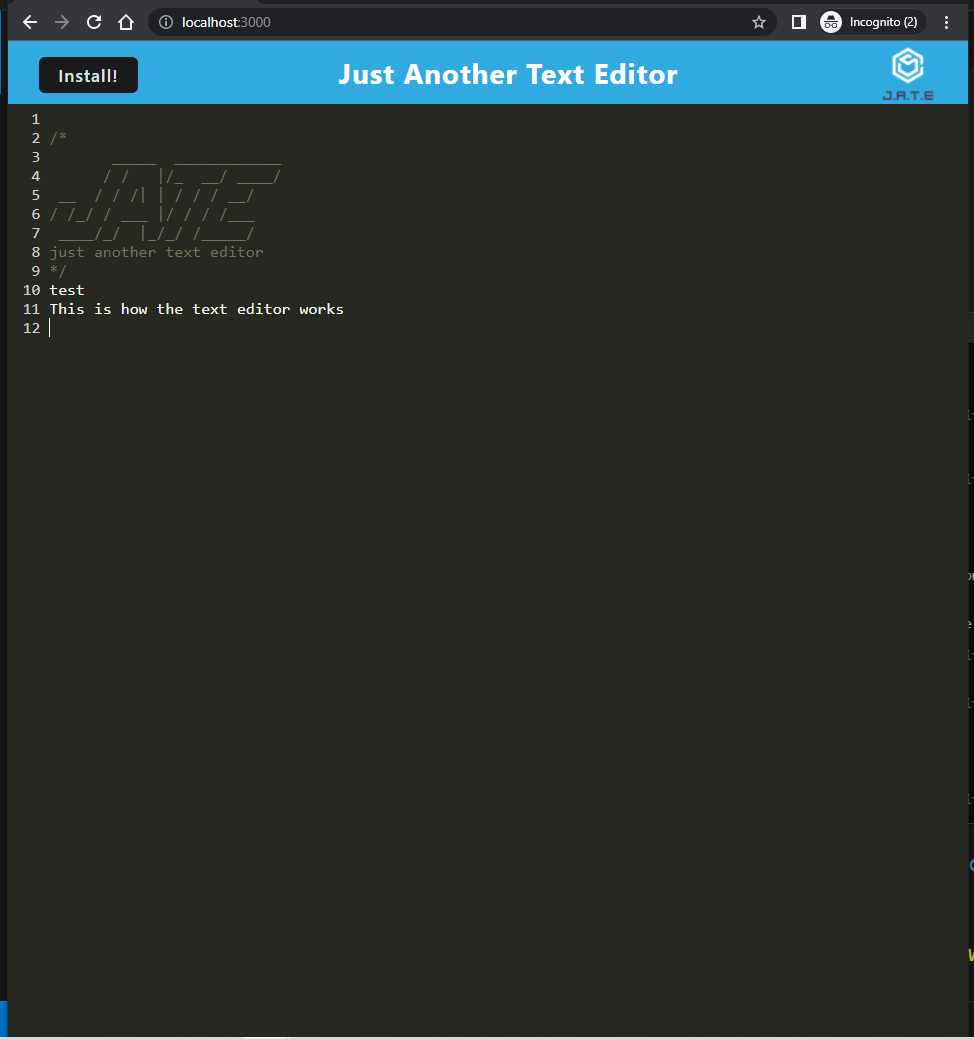 localhost:3000
Incognito (2)
Install!
Just Another Text Editor
J.A.T.E
1
2 /*
3        _____  ____________
4       / /   |/_  __/ ____/
5  __  / / /| | / / / __/
6 / /_/ / ___ |/ / / /___
7  ____/_/  |_/_/ /_____/
8 just another text editor
9 */
10 test
11 This is how the text editor works
12